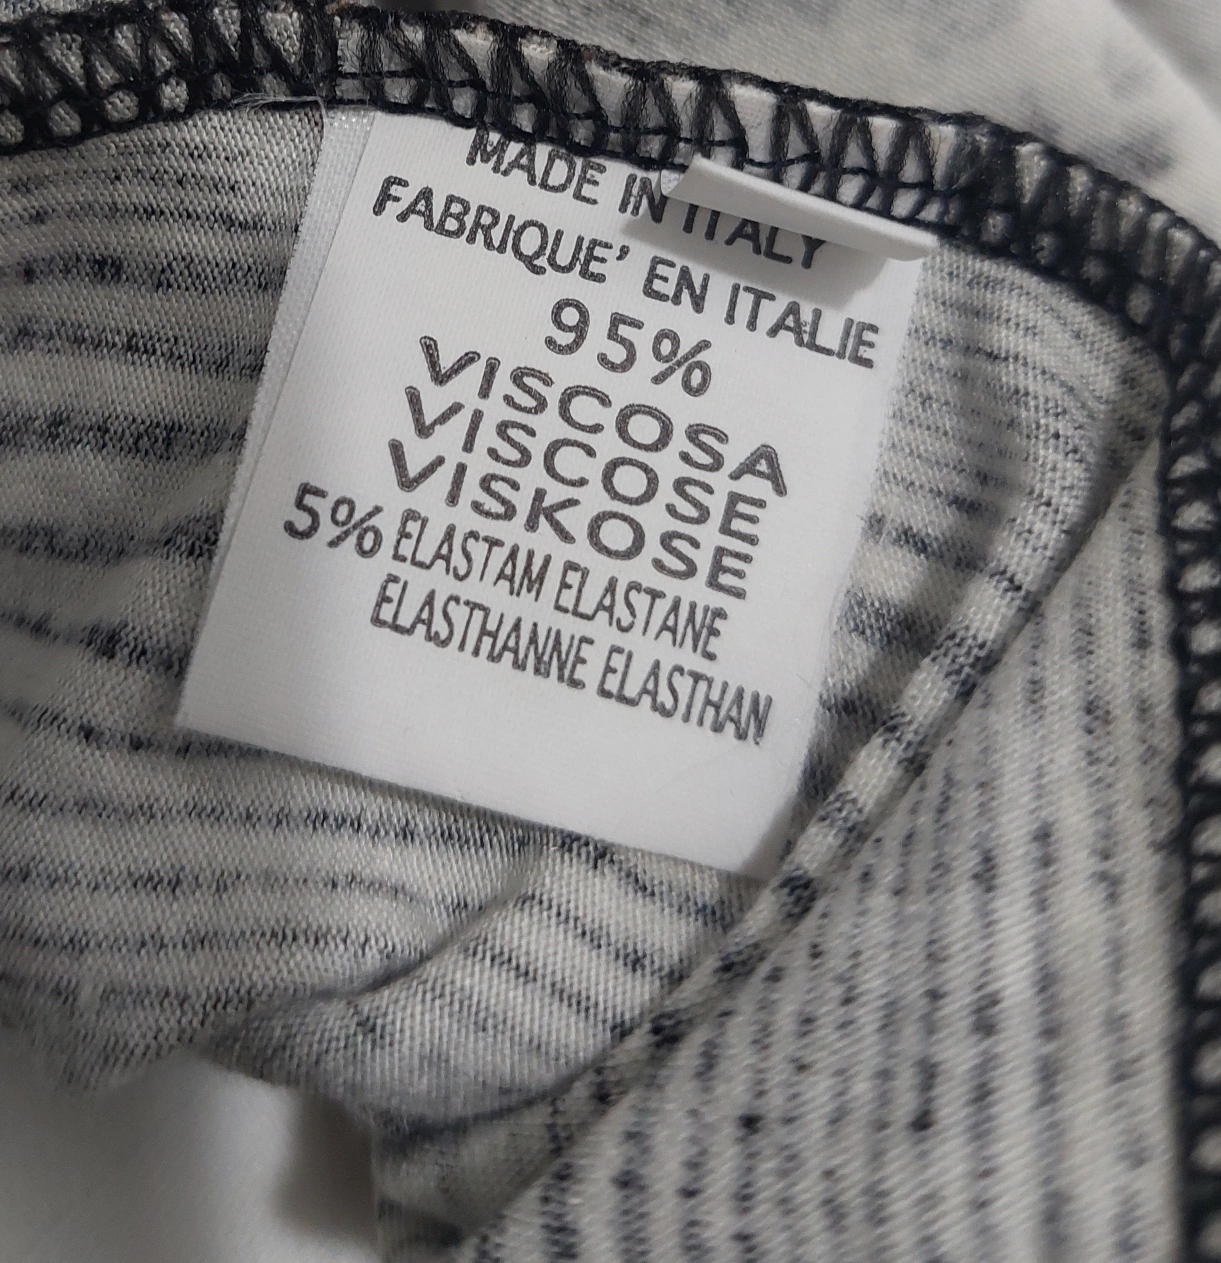 MADE IN ITALY
FABRIQUE' EN ITALIE
95%
VISCOSA
VISCOSE
VISKOSE
5% ELASTAM ELASTANE
ELASTHANNE ELASTHAN